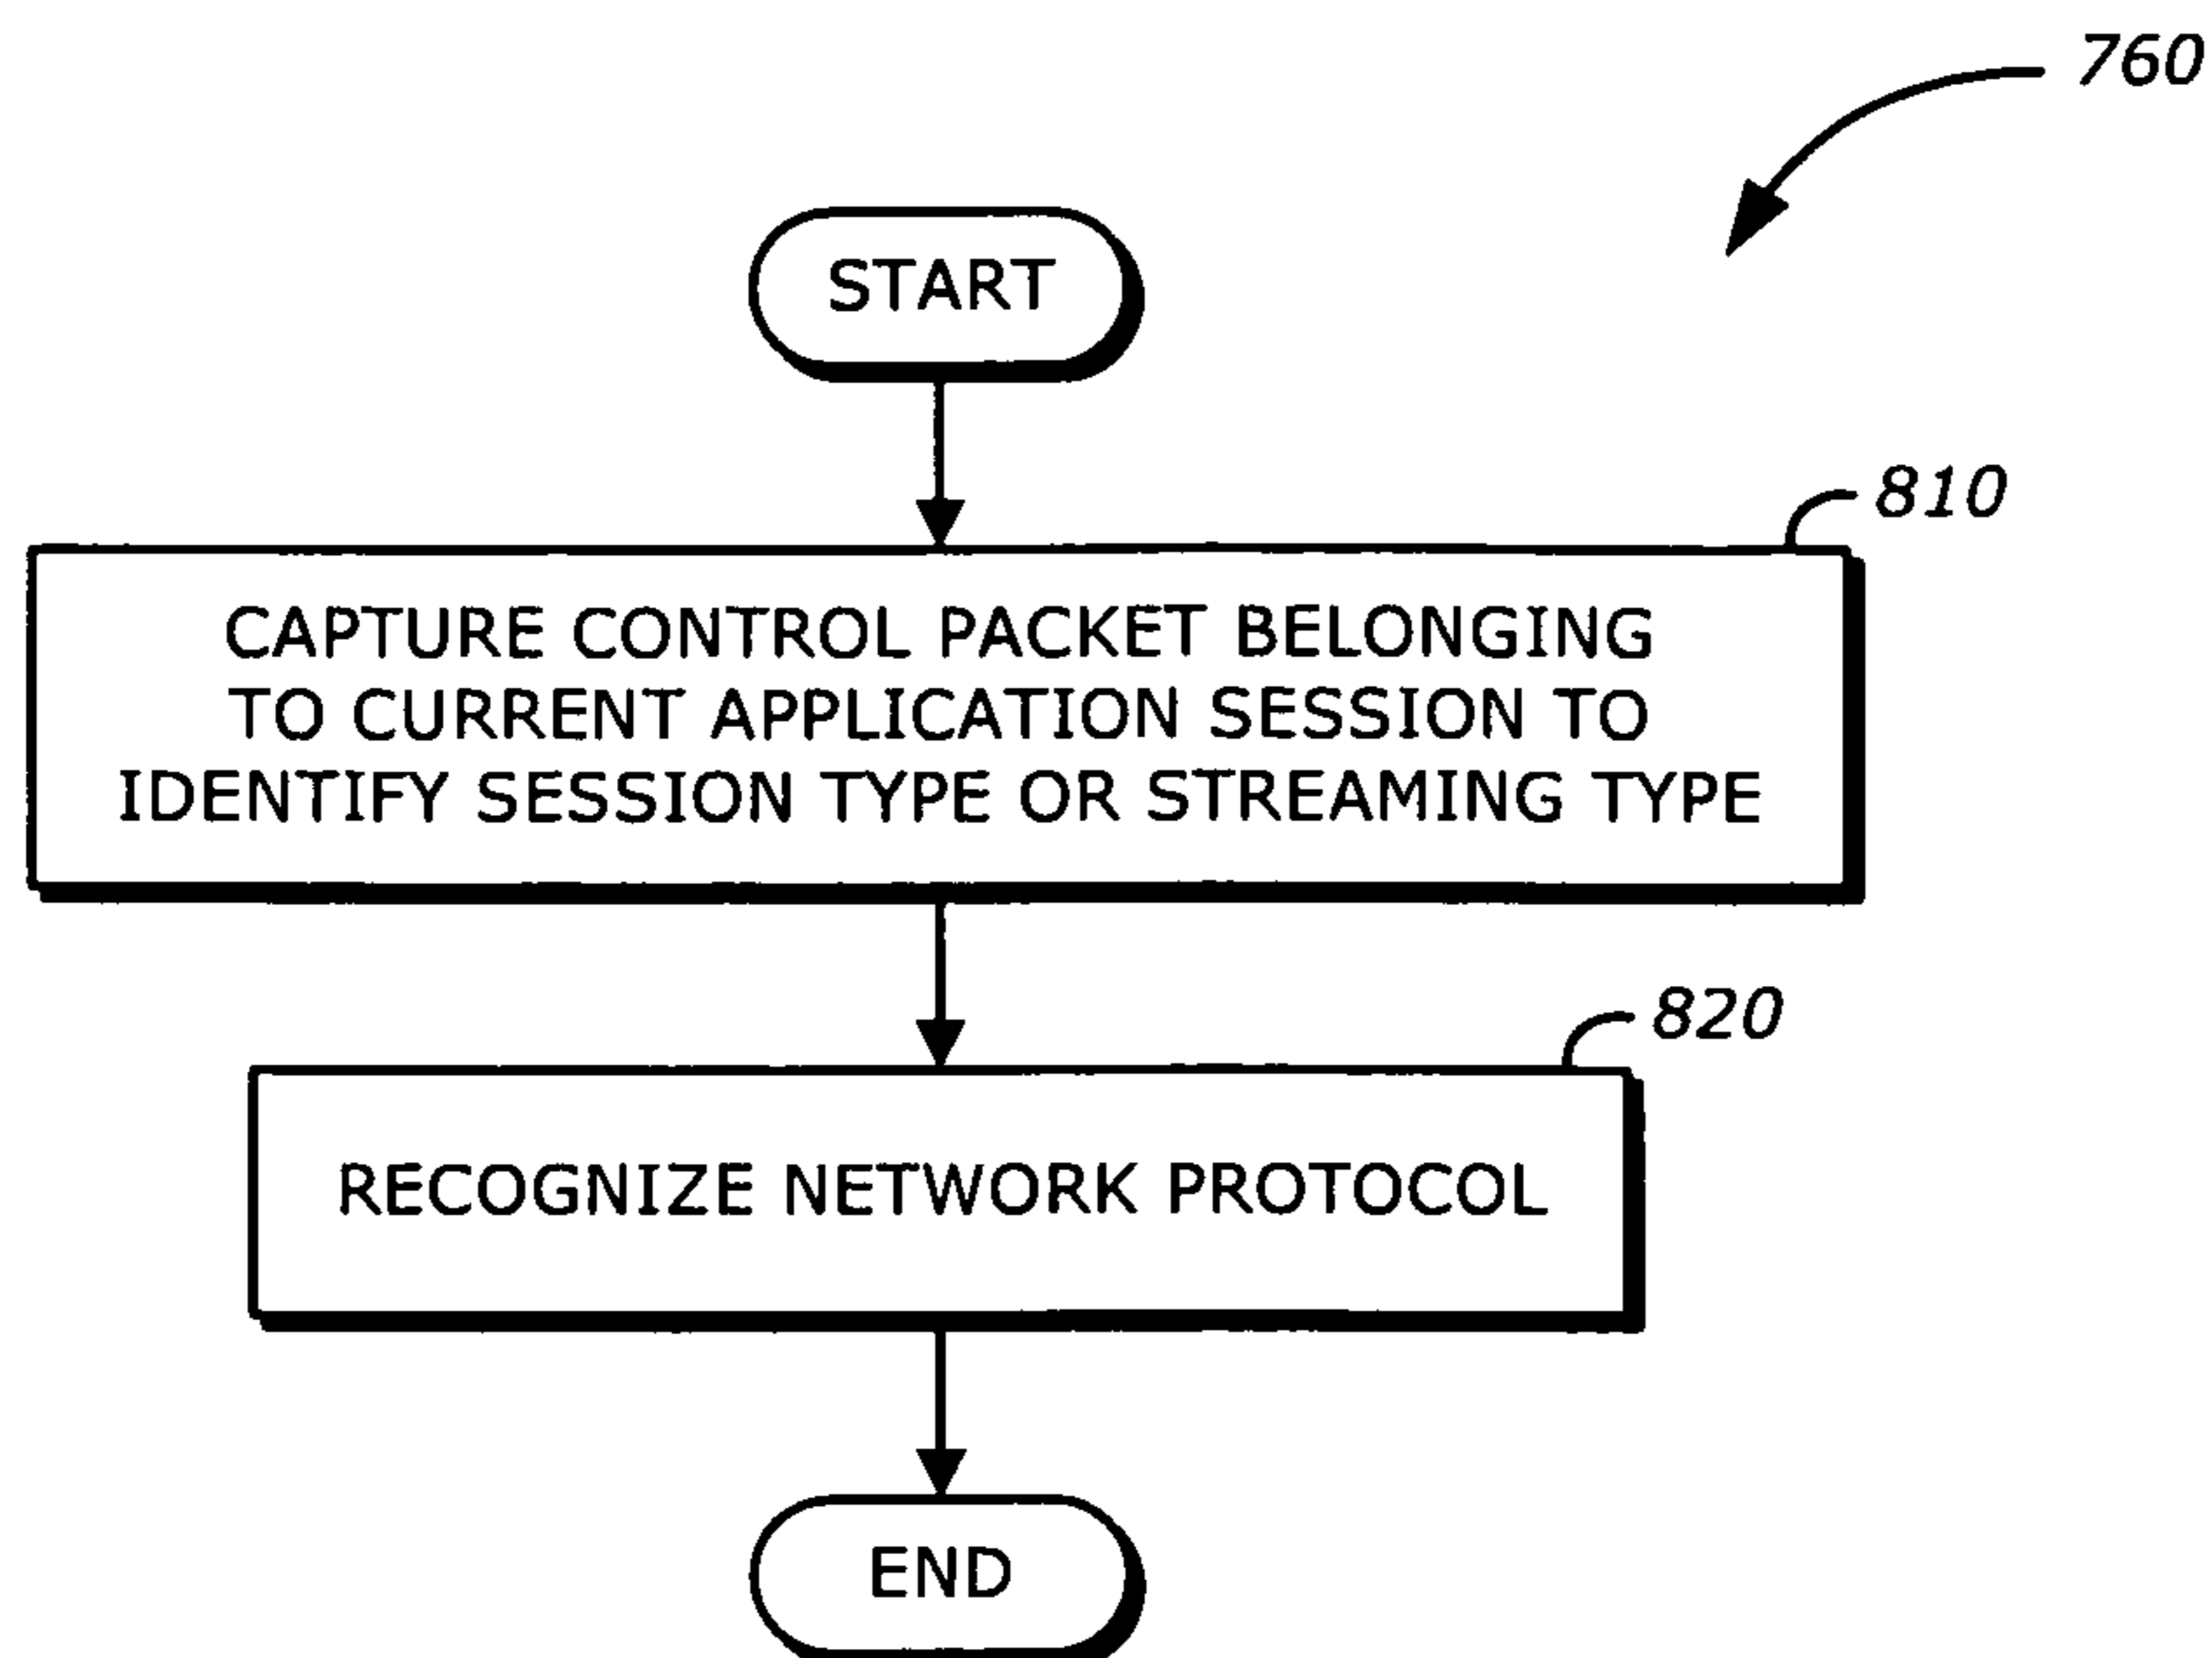 760
START
810
CAPTURE CONTROL PACKET BELONGING
TO CURRENT APPLICATION SESSION TO
IDENTIFY SESSION TYPE OR STREAMING TYPE
820
RECOGNIZE NETWORK PROTOCOL
END